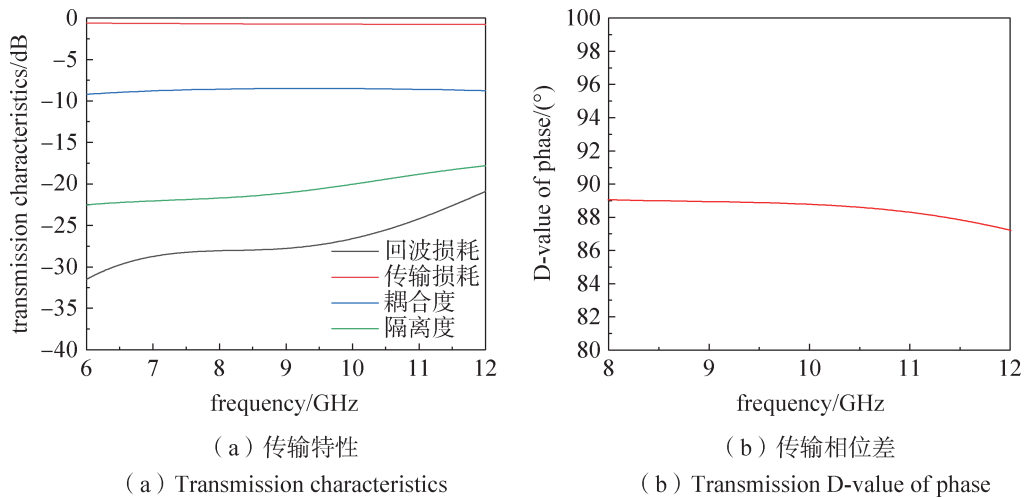 transmission characteristics/dB
0
−5
−10
−15
−20
−25
−30
−35
−40
6 7 8 9 10 11 12
frequency/GHz
回波损耗
传输损耗
耦合度
隔离度
（a）传输特性
（a）Transmission characteristics
D-value of phase/(°)
100
98
96
94
92
90
88
86
84
82
80
8 9 10 11 12
frequency/GHz
（b）传输相位差
（b）Transmission D-value of phase